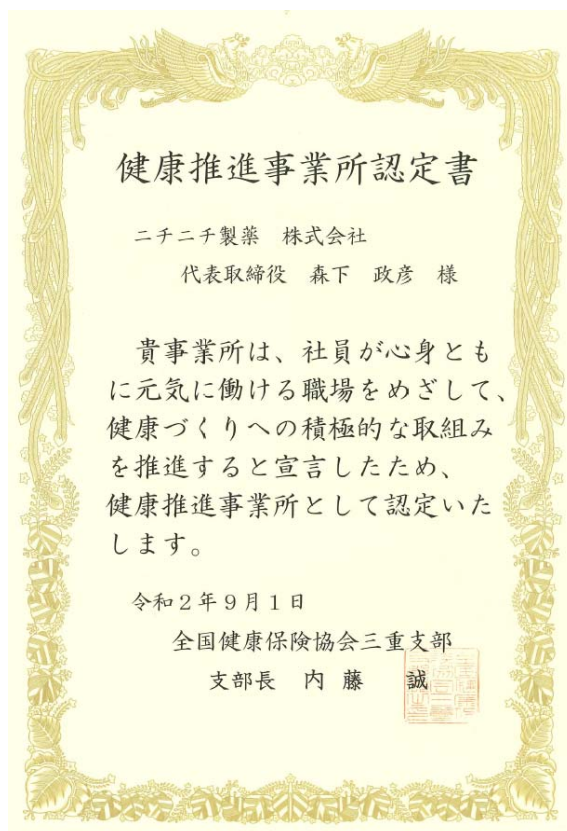 健康推進事業所認定書
ニチニチ製薬　株式会社
代表取締役　森下　政彦　様
貴事業所は、社員が心身とも
に元気に働ける職場をめざして、
健康づくりへの積極的な取組み
を推進すると宣言したため、
健康推進事業所として認定いた
します。
令和２年９月１日
全国健康保険協会三重支部
支部長　内　藤　　誠